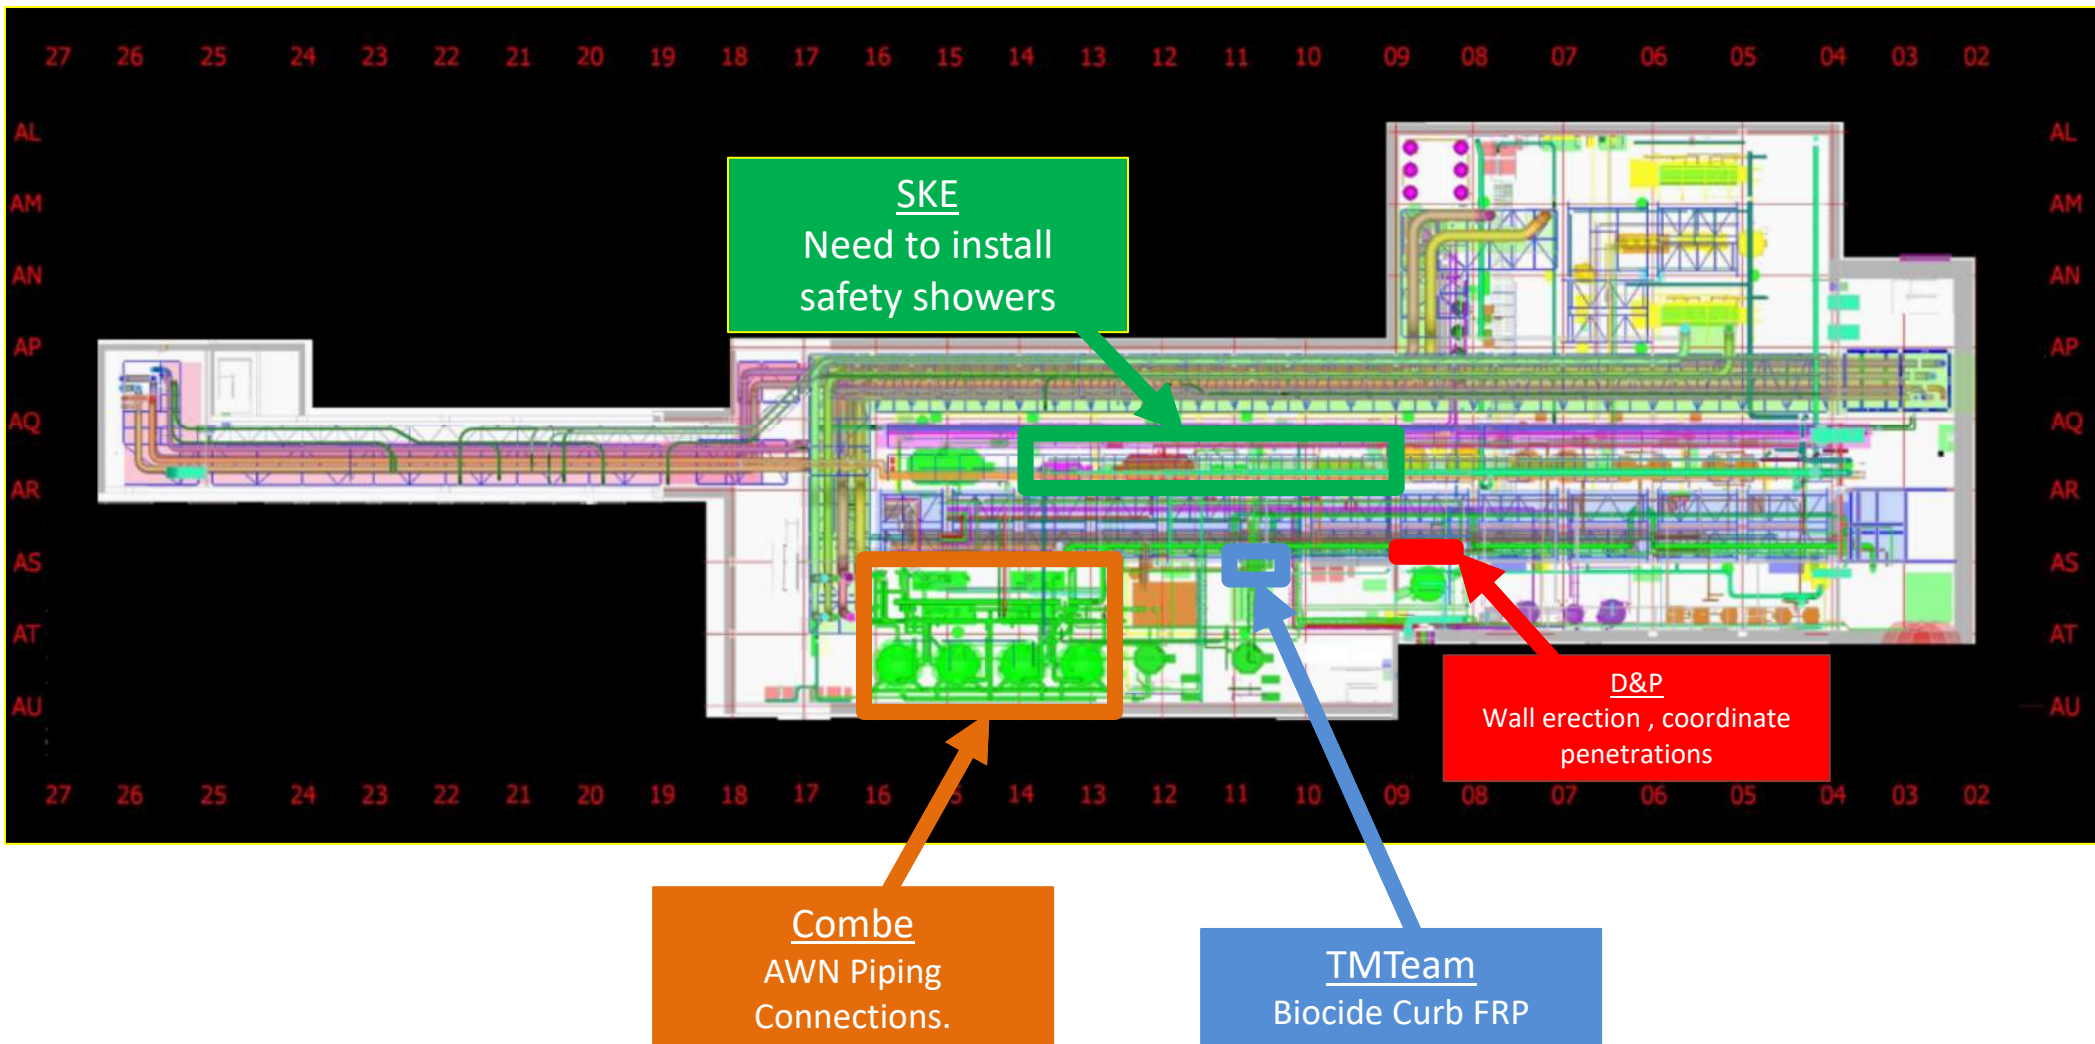 27 26 25 24 23 22 21 20 19 18 17 16 15 14 13 12 11 10 09 08 07 06 05 04 03 02
AL AL
AM AM
AN AN
AP AP
AQ AQ
AR AR
AS AS
AT AT
AU AU
SKE
Need to install
safety showers
D&P
Wall erection , coordinate
penetrations
27 26 25 24 23 22 21 20 19 18 17 16 15 14 13 12 11 10 09 08 07 06 05 04 03 02
Combe
AWN Piping
Connections.
TMTeam
Biocide Curb FRP